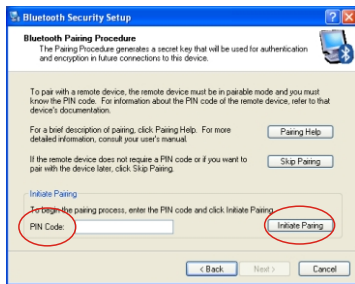 Bluetooth Security Setup
Bluetooth Pairing Procedure
The Pairing Procedure generates a secret key that will be used for authentication
and encryption in future connections to this device.
To pair with a remote device, the remote device must be in pairable mode and you must
know the PIN code. For information about the PIN code of the remote device, refer to that
device's documentation.
For a brief description of pairing, click Pairing Help. For more
detailed information, consult your user's manual.
Pairing Help
If the remote device does not require a PIN code or if you want to
pair with the device later, click Skip Pairing.
Skip Pairing
Initiate Pairing
To begin the pairing process, enter the PIN code and click Initiate Pairing.
PIN Code:
Initiate Paring
< Back
Next >
Cancel